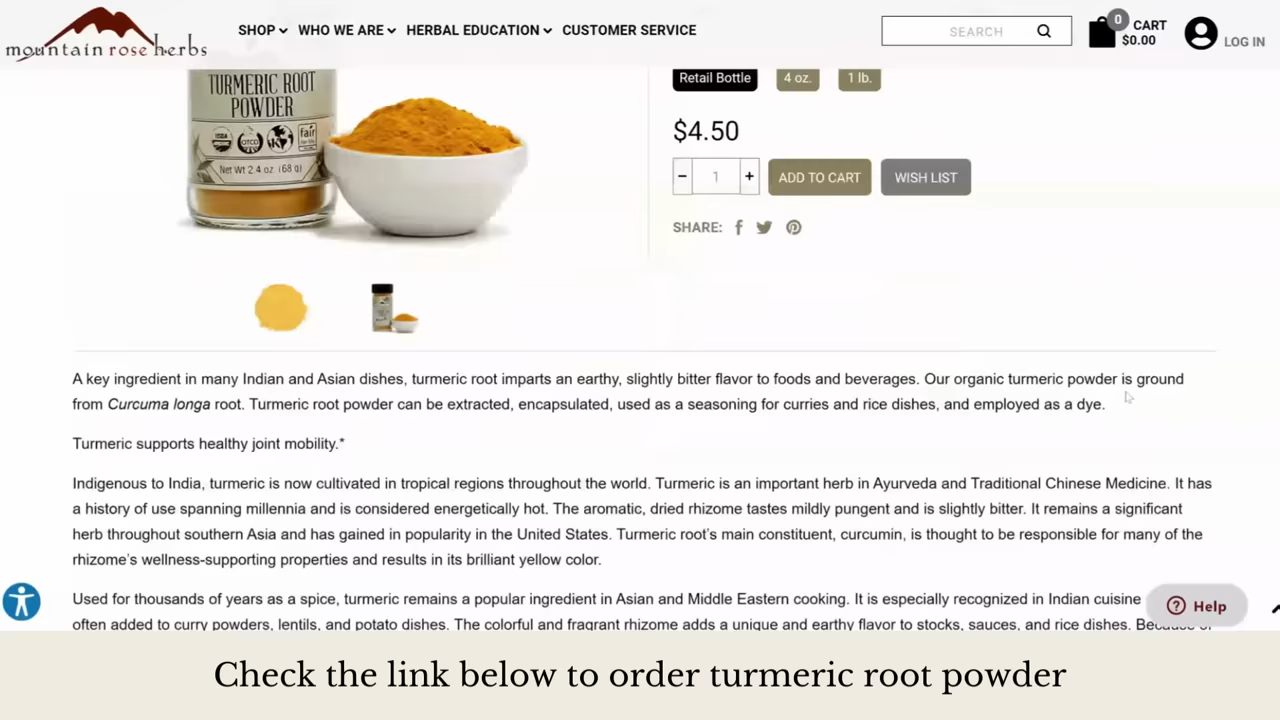 mountain rose herbs
SHOP WHO WE ARE HERBAL EDUCATION CUSTOMER SERVICE
SEARCH
0
CART
$0.00
LOG IN
TURMERIC ROOT
POWDER
USDA
OTCO
K
fair
Net Wt 2.4 oz. (68 g)
Retail Bottle 4 oz. 1 lb.
$4.50
− 1 + ADD TO CART WISH LIST
SHARE:
A key ingredient in many Indian and Asian dishes, turmeric root imparts an earthy, slightly bitter flavor to foods and beverages. Our organic turmeric powder is ground
from Curcuma longa root. Turmeric root powder can be extracted, encapsulated, used as a seasoning for curries and rice dishes, and employed as a dye.
Turmeric supports healthy joint mobility.*
Indigenous to India, turmeric is now cultivated in tropical regions throughout the world. Turmeric is an important herb in Ayurveda and Traditional Chinese Medicine. It has
a history of use spanning millennia and is considered energetically hot. The aromatic, dried rhizome tastes mildly pungent and is slightly bitter. It remains a significant
herb throughout southern Asia and has gained in popularity in the United States. Turmeric root's main constituent, curcumin, is thought to be responsible for many of the
rhizome's wellness-supporting properties and results in its brilliant yellow color.
Used for thousands of years as a spice, turmeric remains a popular ingredient in Asian and Middle Eastern cooking. It is especially recognized in Indian cuisine
often added to curry powders, lentils, and potato dishes. The colorful and fragrant rhizome adds a unique and earthy flavor to stocks, sauces, and rice dishes. Because of
Help
Check the link below to order turmeric root powder